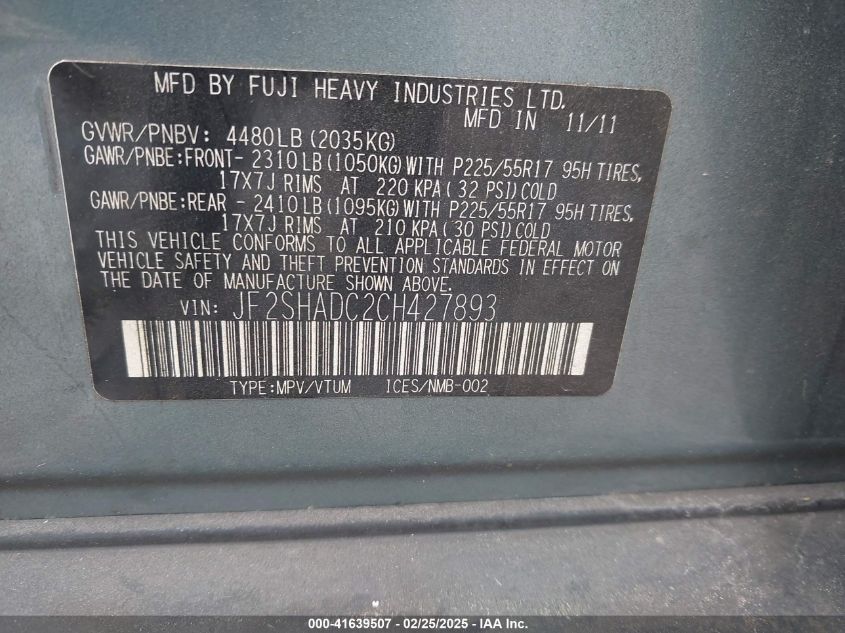 MFD BY FUJI HEAVY INDUSTRIES LTD.
MFD IN 11/11
GVWR/PNBV: 4480LB (2035KG)
GAWR/PNBE:FRONT- 2310LB(1050KG)WITH P225/55R17 95H TIRES,
17X7J RIMS AT 220 KPA( 32 PSI)COLD
GAWR/PNBE:REAR - 2410LB(1095KG)WITH P225/55R17 95H TIRES,
17X7J RIMS AT 210 KPA( 30 PSI)COLD
THIS VEHICLE CONFORMS TO ALL APPLICABLE FEDERAL MOTOR
VEHICLE SAFETY AND THEFT PREVENTION STANDARDS IN EFFECT ON
THE DATE OF MANUFACTURE SHOWN ABOVE.
VIN: JF2SHADC2CH427893
TYPE:MPV/VTUM ICES/NMB-002
000-41639507 - 02/25/2025 - IAA Inc.